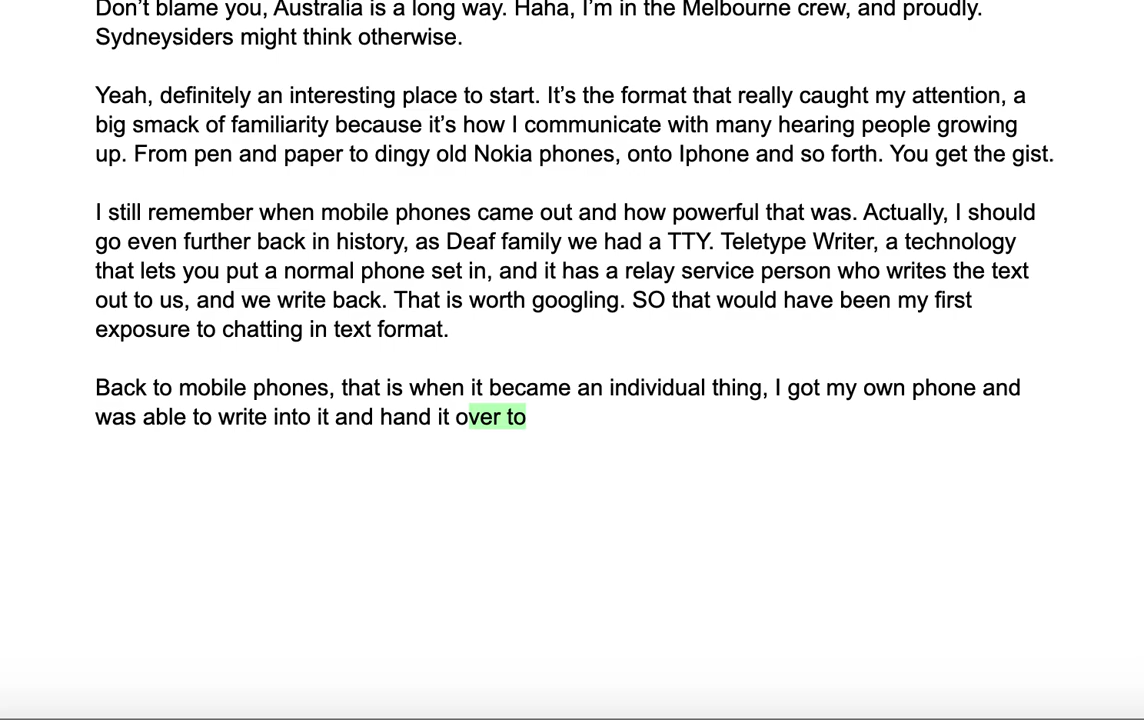 Don’t blame you, Australia is a long way. Haha, I’m in the Melbourne crew, and proudly.
Sydneysiders might think otherwise.
Yeah, definitely an interesting place to start. It’s the format that really caught my attention, a
big smack of familiarity because it’s how I communicate with many hearing people growing
up. From pen and paper to dingy old Nokia phones, onto Iphone and so forth. You get the gist.
I still remember when mobile phones came out and how powerful that was. Actually, I should
go even further back in history, as Deaf family we had a TTY. Teletype Writer, a technology
that lets you put a normal phone set in, and it has a relay service person who writes the text
out to us, and we write back. That is worth googling. SO that would have been my first
exposure to chatting in text format.
Back to mobile phones, that is when it became an individual thing, I got my own phone and
was able to write into it and hand it over to